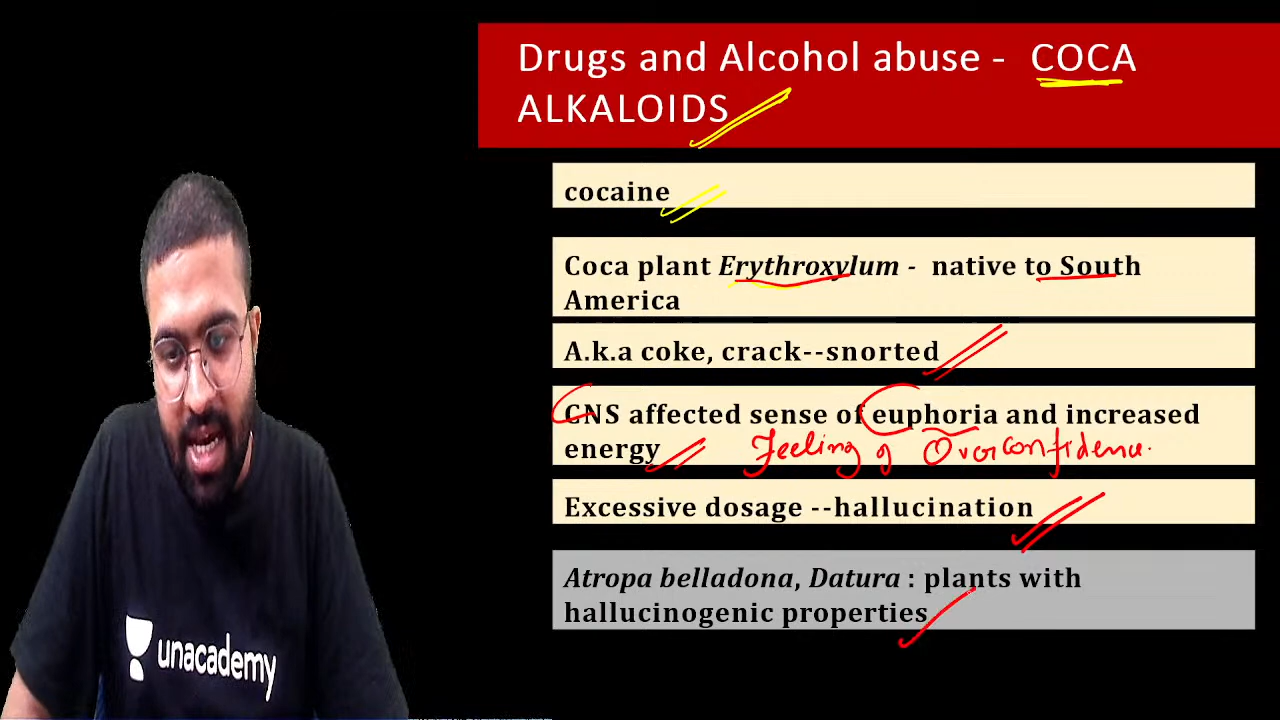 Drugs and Alcohol abuse - COCA
ALKALOIDS
cocaine
Coca plant Erythroxylum - native to South
America
A.k.a coke, crack--snorted
CNS affected sense of euphoria and increased
energy Feeling of Overconfidence.
Excessive dosage --hallucination
Atropa belladona, Datura : plants with
hallucinogenic properties
unacademy